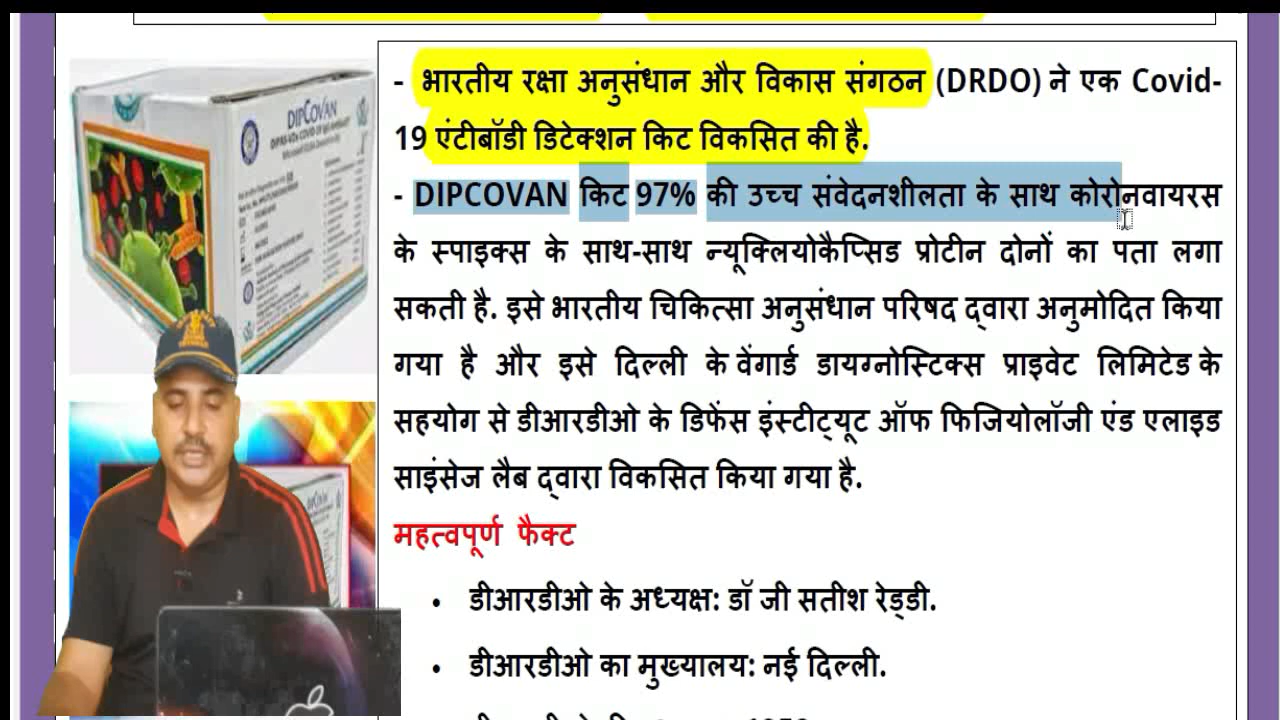 DIPCOVAN
- भारतीय रक्षा अनुसंधान और विकास संगठन (DRDO) ने एक Covid-
19 एंटीबॉडी डिटेक्शन किट विकसित की है.
- DIPCOVAN किट 97% की उच्च संवेदनशीलता के साथ कोरोनवायरस
के स्पाइक्स के साथ-साथ न्यूक्लियोकैप्सिड प्रोटीन दोनों का पता लगा
सकती है. इसे भारतीय चिकित्सा अनुसंधान परिषद द्वारा अनुमोदित किया
गया है और इसे दिल्ली के वेंगार्ड डायग्नोस्टिक्स प्राइवेट लिमिटेड के
सहयोग से डीआरडीओ के डिफेंस इंस्टीट्यूट ऑफ फिजियोलॉजी एंड एलाइड
साइंसेज लैब द्वारा विकसित किया गया है.
महत्वपूर्ण फैक्ट
• डीआरडीओ के अध्यक्ष: डॉ जी सतीश रेड्डी.
• डीआरडीओ का मुख्यालय: नई दिल्ली.